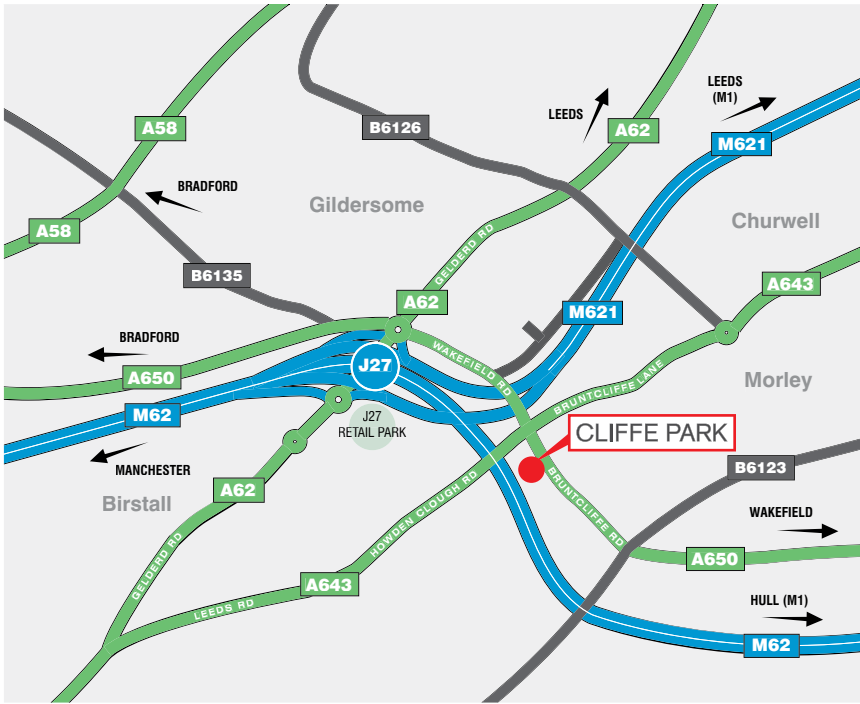 LEEDS
(M1)
A58
B6126
LEEDS
A62
M621
BRADFORD
Gildersome
Churwell
A58
GELDERD RD
B6135
A62
A643
M621
BRADFORD
WAKEFIELD RD
J27
A650
BRUNTCLIFFE LANE
Morley
M62
J27
RETAIL PARK
CLIFFE PARK
MANCHESTER
B6123
Birstall
A62
HOWDEN CLOUGH RD
BRUNTCLIFFE RD
WAKEFIELD
GELDERD RD
A650
A643
LEEDS RD
HULL (M1)
M62